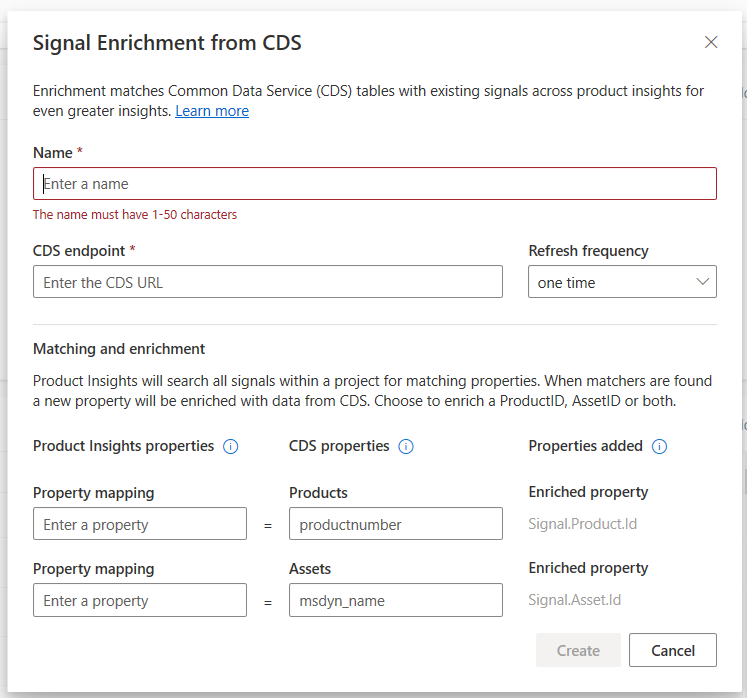 Signal Enrichment from CDS
Enrichment matches Common Data Service (CDS) tables with existing signals across product insights for
even greater insights. Learn more
Name *
Enter a name
The name must have 1-50 characters
CDS endpoint * Refresh frequency
Enter the CDS URL one time
Matching and enrichment
Product Insights will search all signals within a project for matching properties. When matchers are found
a new property will be enriched with data from CDS. Choose to enrich a ProductID, AssetID or both.
Product Insights properties CDS properties Properties added
Property mapping Products Enriched property
Enter a property = productnumber Signal.Product.Id
Property mapping Assets Enriched property
Enter a property = msdyn_name Signal.Asset.Id
Create Cancel